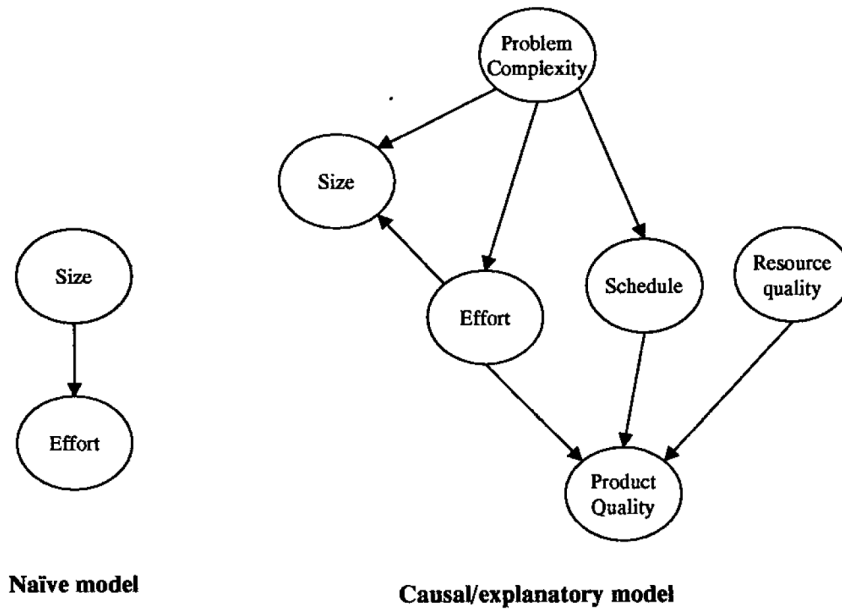 Size
Effort
Naïve model
Problem
Complexity
Size
Effort
Schedule
Resource
quality
Product
Quality
Causal/explanatory model